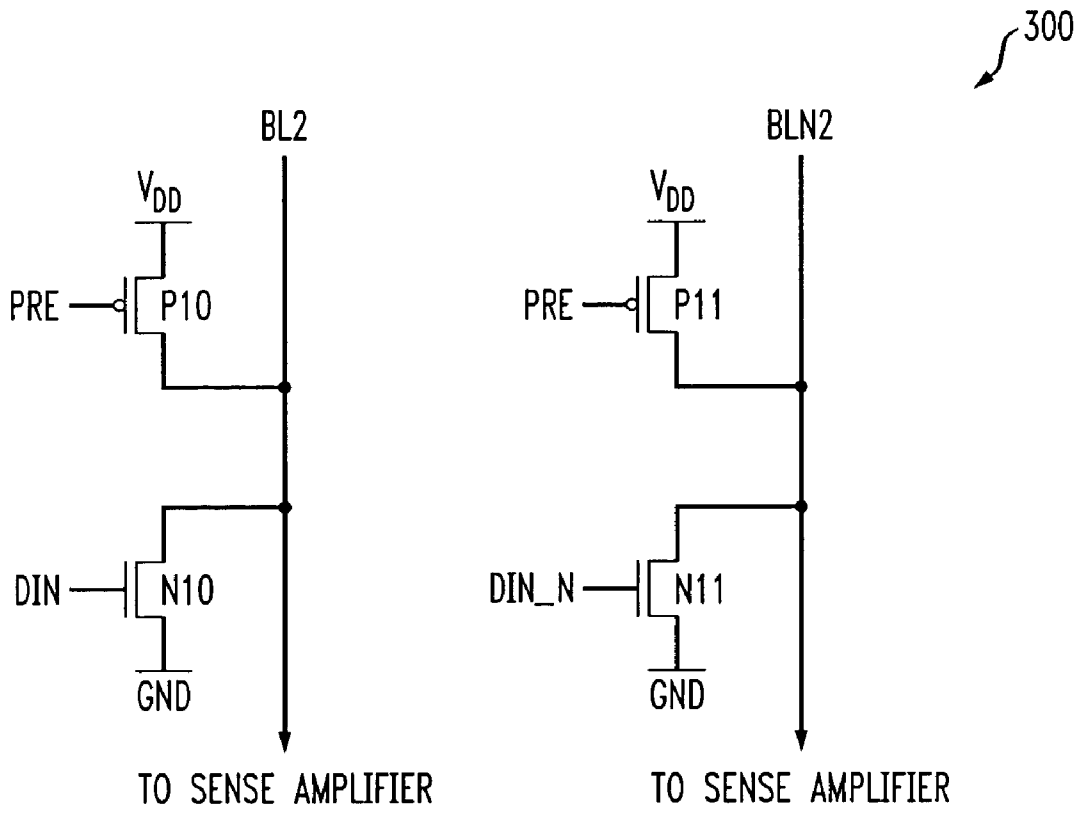 300
BL2
BLN2
VDD
VDD
PRE
P10
PRE
P11
DIN
N10
DIN_N
N11
GND
GND
TO SENSE AMPLIFIER
TO SENSE AMPLIFIER